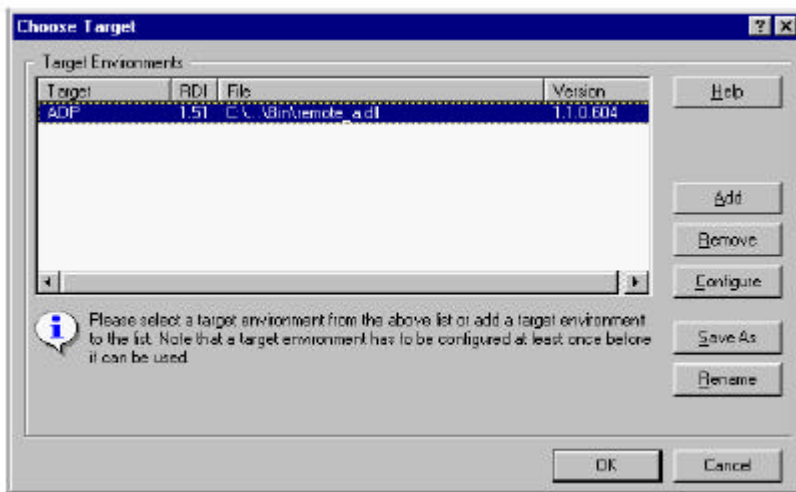 Choose Target
Target Environments
Target RDI File Version
ADP 1.51 C:\...\Bin\remote_a.dll 1.1.0.604
Help
Add
Remove
Configure
Please select a target environment from the above list or add a target environment
to the list. Note that a target environment has to be configured at least once before
it can be used.
Save As
Rename
OK
Cancel